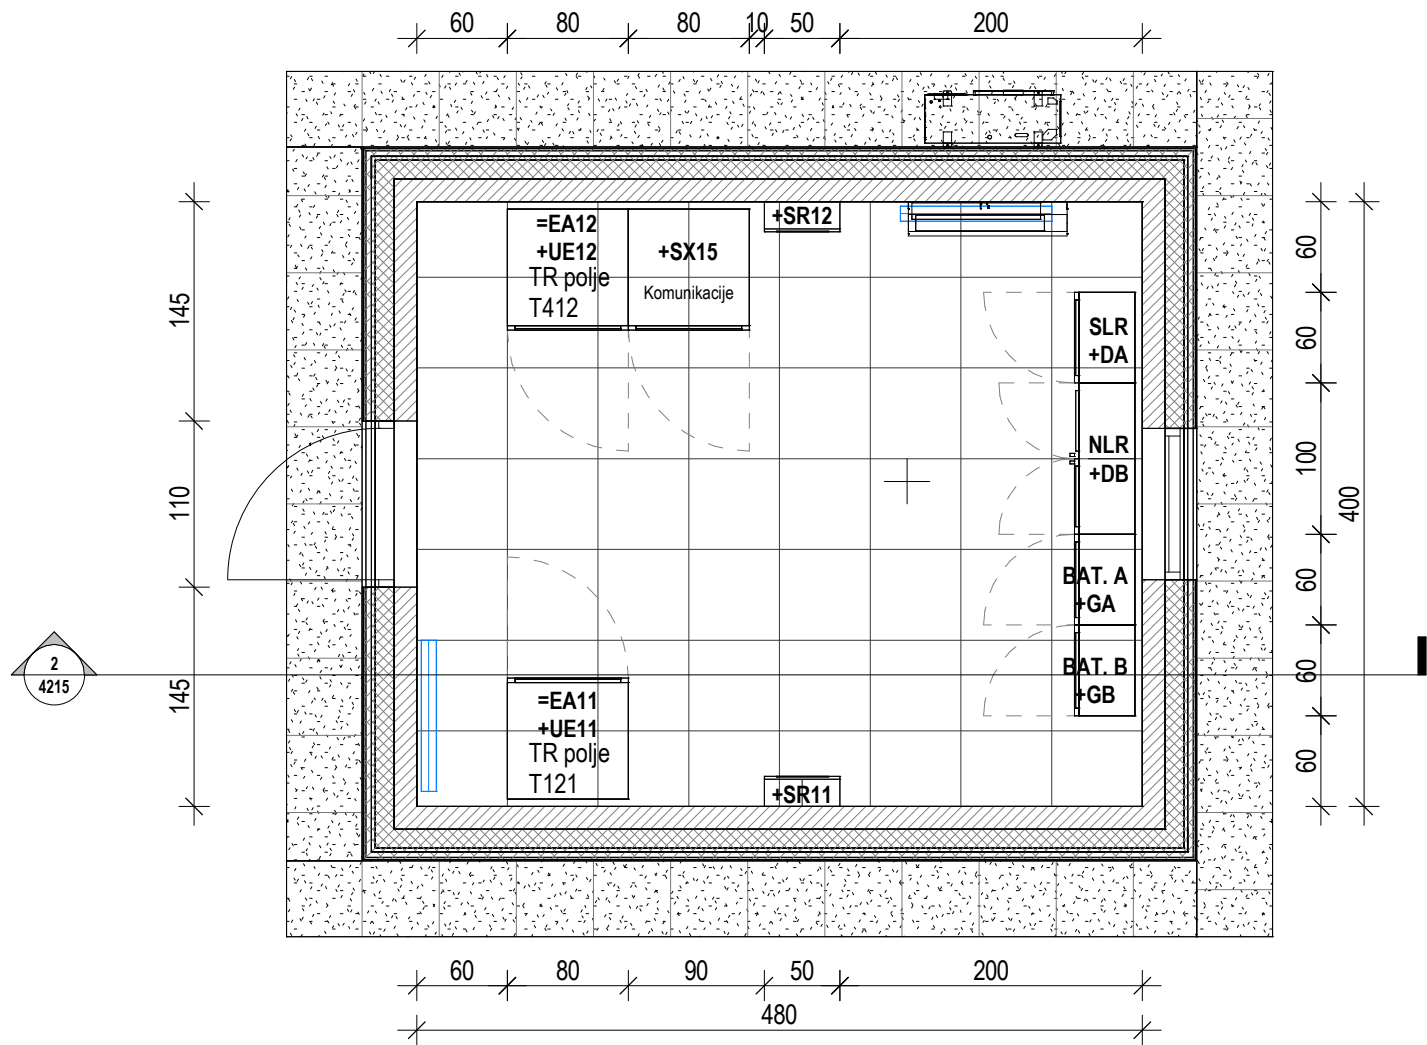 60 80 80 10 50 200
=EA12
+UE12
TR polje
T412
+SX15
Komunikacije
+SR12
SLR
+DA
NLR
+DB
BAT. A
+GA
BAT. B
+GB
=EA11
+UE11
TR polje
T121
+SR11
145
110
145
2
4215
60
60
100
60
60
60
400
60 80 90 50 200
480